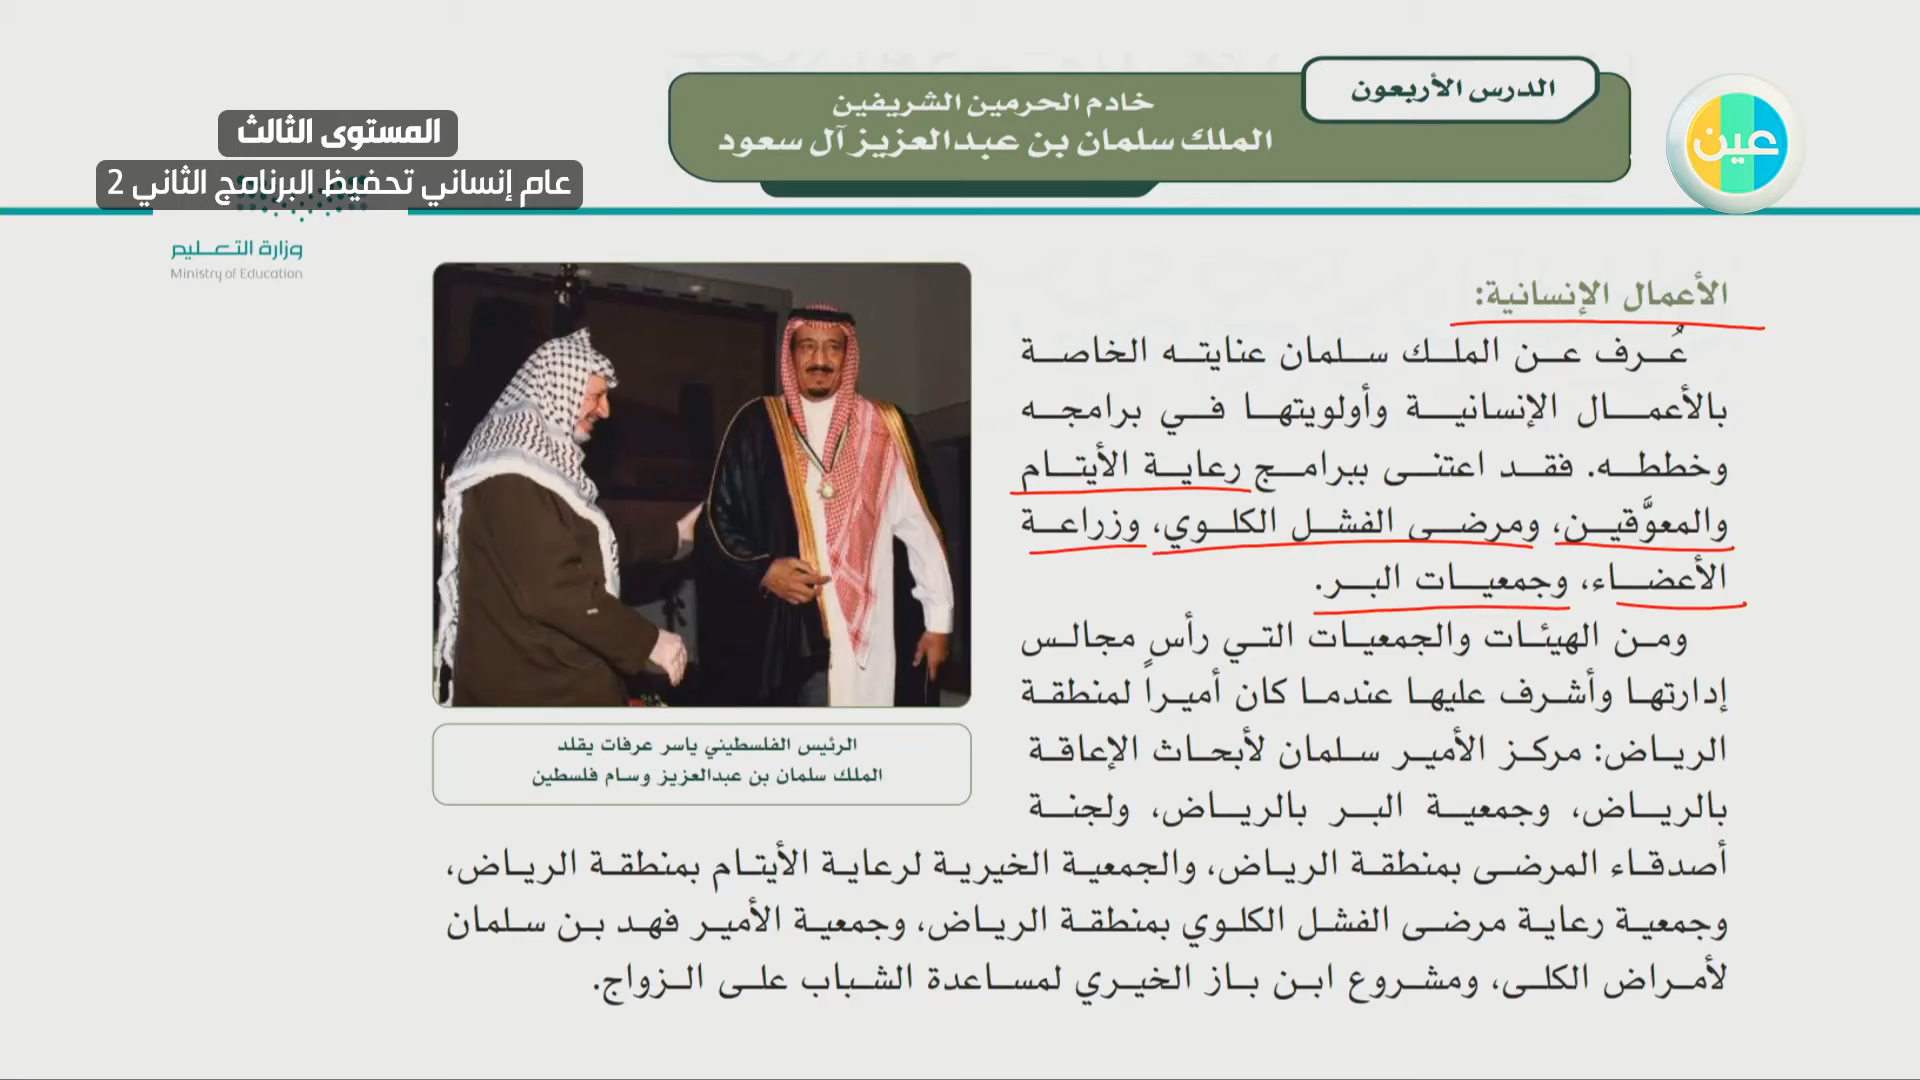 الدرس الأربعون
خادم الحرمين الشريفين
الملك سلمان بن عبدالعزيز آل سعود
عين
المستوى الثالث
عام إنساني تحفيظ البرنامج الثاني 2
وزارة التعليم
Ministry of Education
الأعمال الإنسانية:
عُرف عن الملك سلمان عنايته الخاصة
بالأعمال الإنسانية وأولويتها في برامجه
وخططه. فقد اعتنى ببرامج رعاية الأيتام
والمعوَّقين، ومرضى الفشل الكلوي، وزراعة
الأعضاء، وجمعيات البر.
ومن الهيئات والجمعيات التي رأس مجالس
إدارتها وأشرف عليها عندما كان أميراً لمنطقة
الرياض: مركز الأمير سلمان لأبحاث الإعاقة
بالرياض، وجمعية البر بالرياض، ولجنة
أصدقاء المرضى بمنطقة الرياض، والجمعية الخيرية لرعاية الأيتام بمنطقة الرياض،
وجمعية رعاية مرضى الفشل الكلوي بمنطقة الرياض، وجمعية الأمير فهد بن سلمان
لأمراض الكلى، ومشروع ابن باز الخيري لمساعدة الشباب على الزواج.
الرئيس الفلسطيني ياسر عرفات يقلد
الملك سلمان بن عبدالعزيز وسام فلسطين